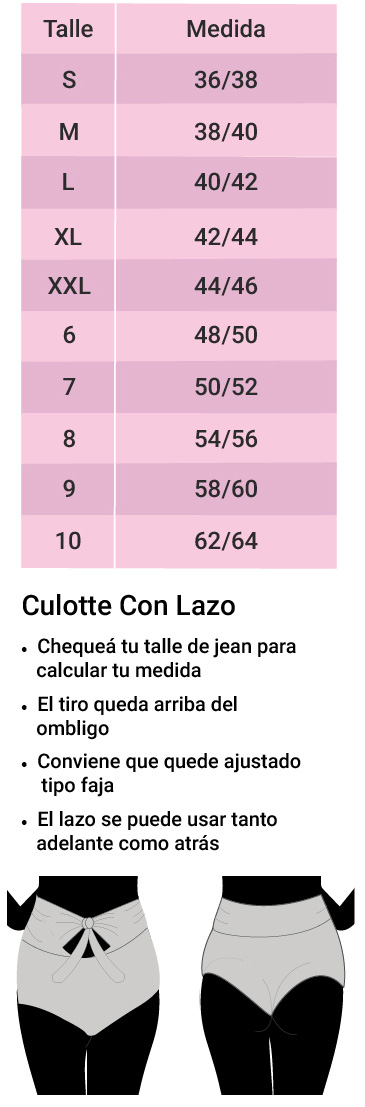 Talle Medida
S 36/38
M 38/40
L 40/42
XL 42/44
XXL 44/46
6 48/50
7 50/52
8 54/56
9 58/60
10 62/64
Culotte Con Lazo
• Chequeá tu talle de jean para
calcular tu medida
• El tiro queda arriba del
ombligo
• Conviene que quede ajustado
tipo faja
• El lazo se puede usar tanto
adelante como atrás